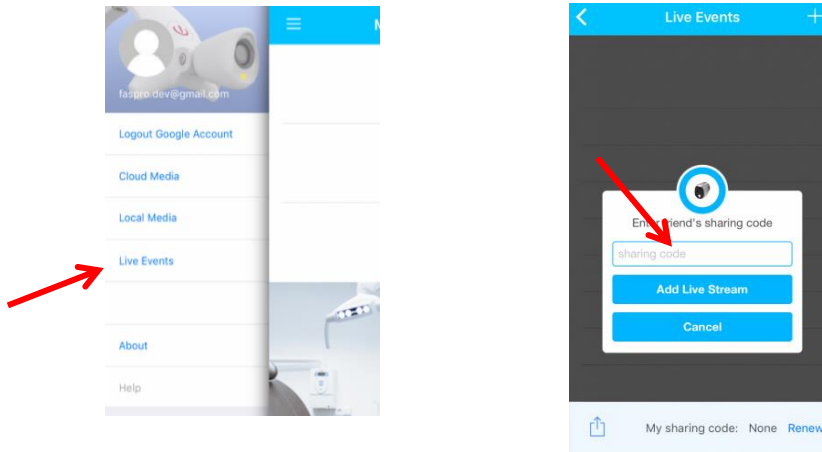 faspro.dev@gmail.com
Logout Google Account
Cloud Media
Local Media
Live Events
About
Help
Live Events
Enter friend's sharing code
sharing code
Add Live Stream
Cancel
My sharing code: None Renew